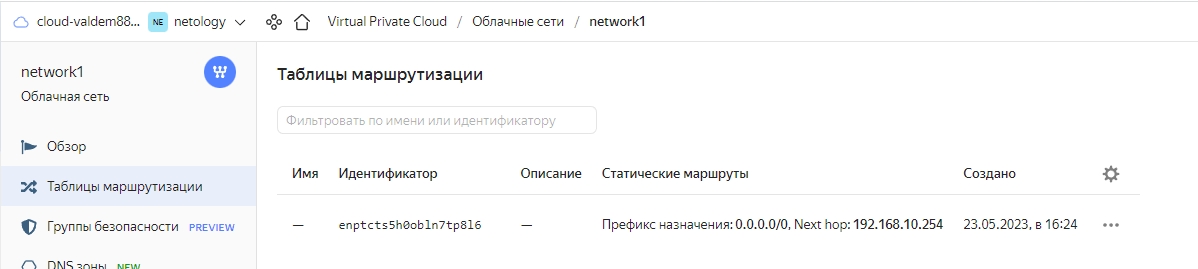 cloud-valdem88... NE netology Virtual Private Cloud / Облачные сети / network1
network1
Облачная сеть
Обзор
Таблицы маршрутизации
Группы безопасности PREVIEW
DNS зоны NEW
Таблицы маршрутизации
Фильтровать по имени или идентификатору
Имя Идентификатор Описание Статические маршруты Создано
— enptcts5h0obln7tp8l6 — Префикс назначения: 0.0.0.0/0, Next hop: 192.168.10.254 23.05.2023, в 16:24